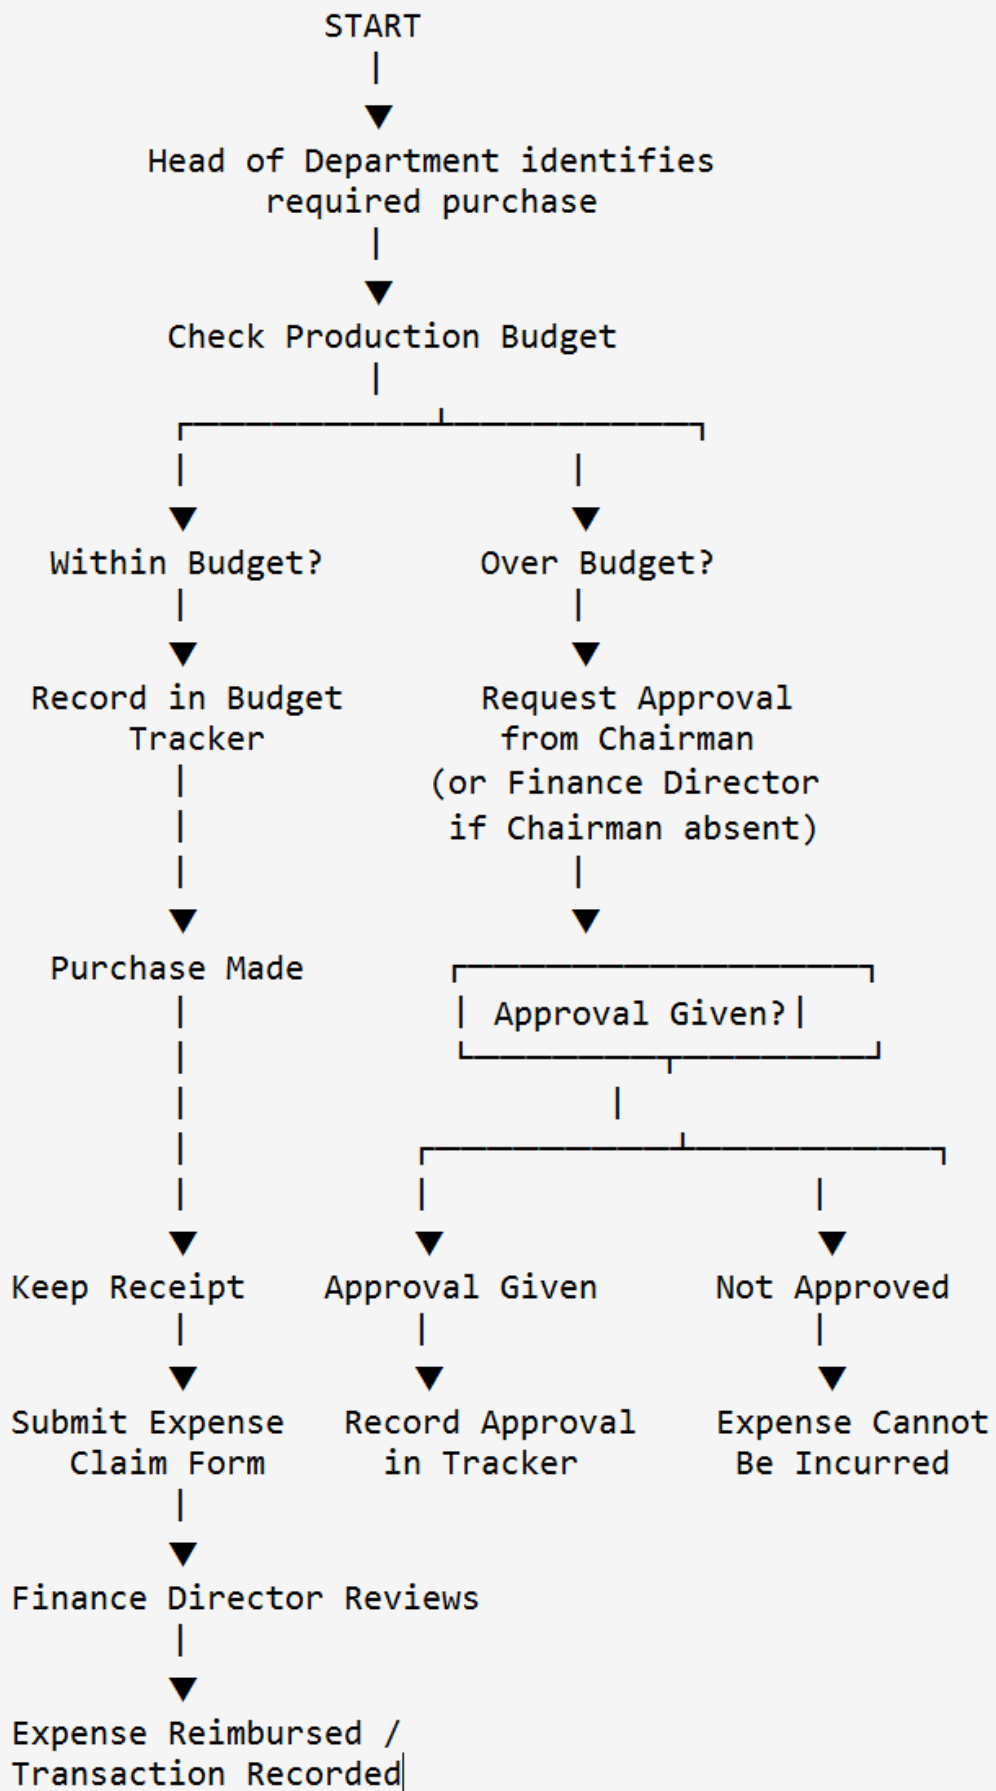 START
Head of Department identifies
required purchase
Check Production Budget
Within Budget? Over Budget?
Record in Budget Request Approval
Tracker from Chairman
(or Finance Director
if Chairman absent)
Purchase Made
Approval Given?
Keep Receipt Approval Given Not Approved
Submit Expense Record Approval Expense Cannot
Claim Form in Tracker Be Incurred
Finance Director Reviews
Expense Reimbursed /
Transaction Recorded